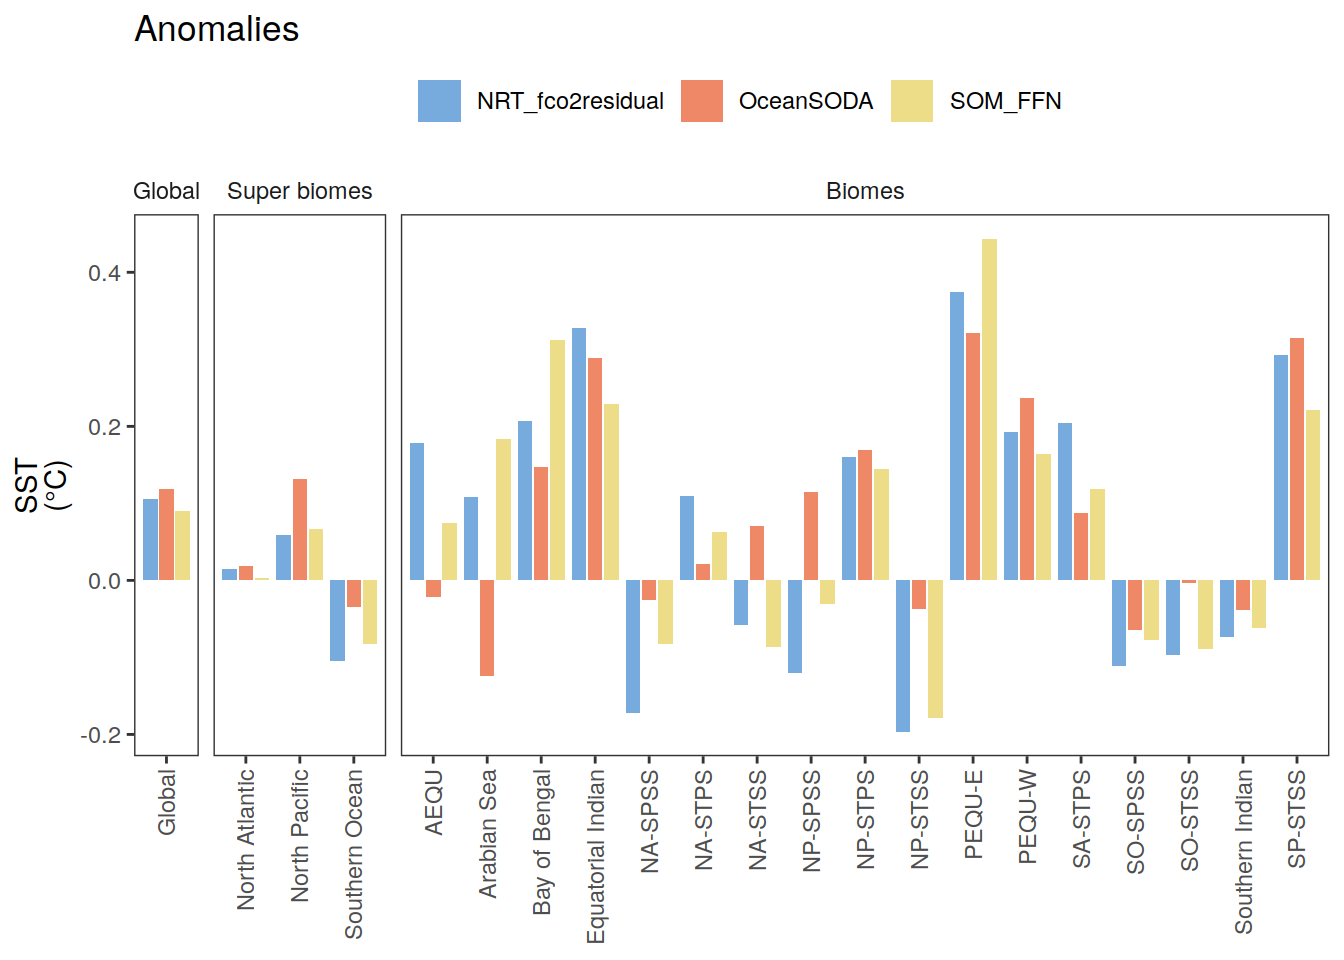 Anomalies
NRT_fco2residual OceanSODA SOM_FFN
Global Super biomes Biomes
0.4
0.2
0.0
-0.2
SST
(°C)
Global
North Atlantic
North Pacific
Southern Ocean
AEQU
Arabian Sea
Bay of Bengal
Equatorial Indian
NA-SPSS
NA-STPS
NA-STSS
NP-SPSS
NP-STPS
NP-STSS
PEQU-E
PEQU-W
SA-STPS
SO-SPSS
SO-STSS
Southern Indian
SP-STSS